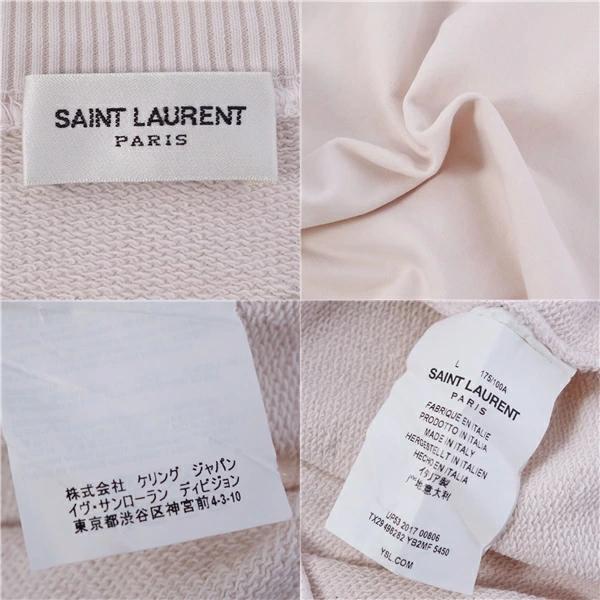 SAINT LAURENT
PARIS
株式会社 ケリング ジャパン
イヴ・サンローラン ディビジョン
東京都渋谷区神宮前4-3-10
L 175/100A
SAINT LAURENT
PARIS
FABRIQUE EN ITALIE
PRODOTTO IN ITALIA
MADE IN ITALY
HERGESTELLT IN ITALIEN
HECHO EN ITALIA
イタリア製
产地意大利
UP53 2017 00806
TX29498282 YB2MF 5450
YSL.COM